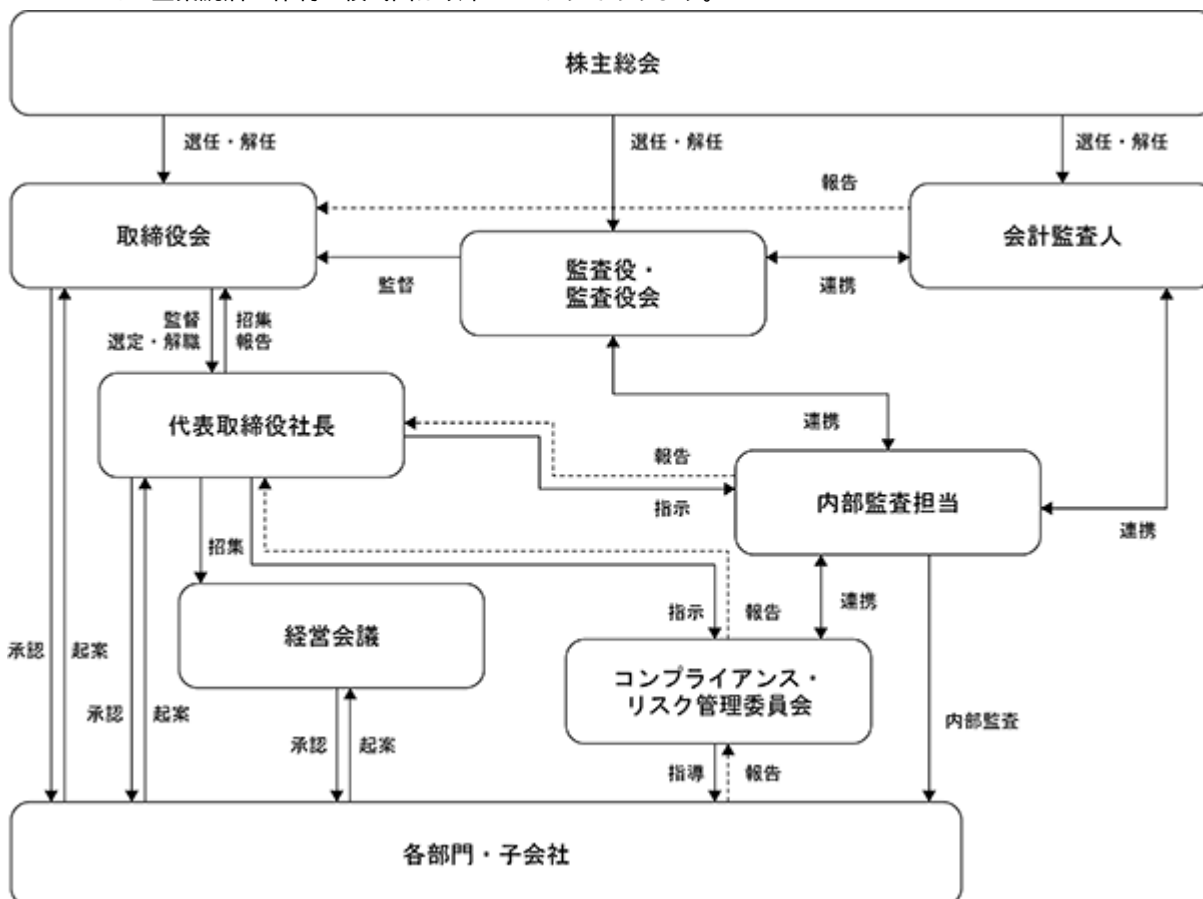 株主総会
選任・解任
選任・解任
選任・解任
取締役会
報告
会計監査人
監督
監査役・
監査役会
連携
監督
選定・解職
招集
報告
代表取締役社長
連携
報告
指示
内部監査担当
連携
招集
指示
報告
連携
経営会議
コンプライアンス・
リスク管理委員会
承認
起案
承認
起案
承認
起案
指導
報告
内部監査
各部門・子会社